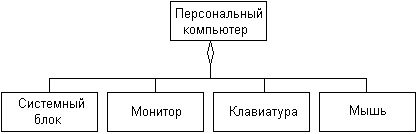 Персональный
компьютер
Системный
блок
Монитор
Клавиатура
Мышь